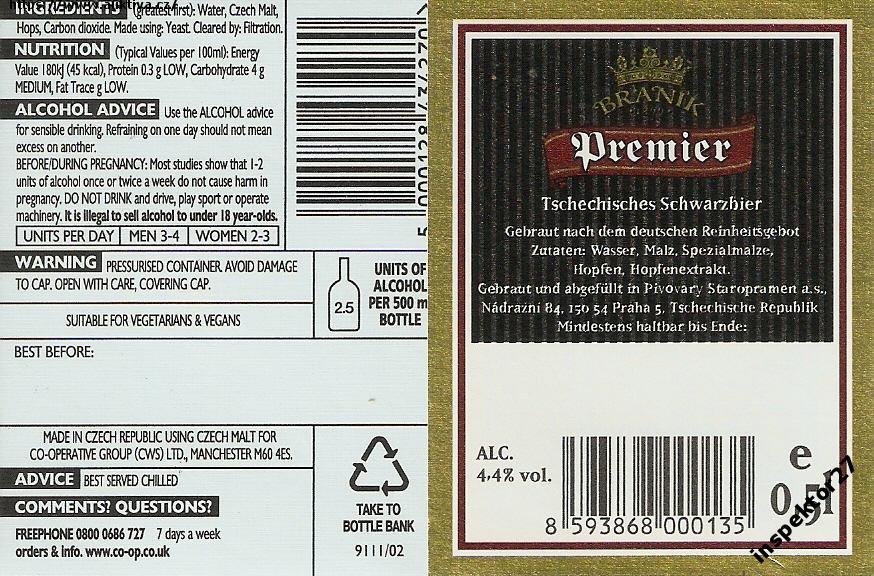 INGREDIENTS (greatest first): Water, Czech Malt,
Hops, Carbon dioxide. Made using: Yeast. Cleared by: Filtration.
NUTRITION (Typical Values per 100ml): Energy
Value 180kJ (45 kcal), Protein 0.3 g LOW, Carbohydrate 4 g
MEDIUM, Fat Trace g LOW.
ALCOHOL ADVICE Use the ALCOHOL advice
for sensible drinking. Refraining on one day should not mean
excess on another.
BEFORE/DURING PREGNANCY: Most studies show that 1-2
units of alcohol once or twice a week do not cause harm in
pregnancy. DO NOT DRINK and drive, play sport or operate
machinery. It is illegal to sell alcohol to under 18 year-olds.
UNITS PER DAY MEN 3-4 WOMEN 2-3
WARNING PRESSURISED CONTAINER. AVOID DAMAGE
TO CAP. OPEN WITH CARE, COVERING CAP.
SUITABLE FOR VEGETARIANS & VEGANS
2.5
UNITS OF
ALCOHOL
PER 500 m
BOTTLE
BEST BEFORE:
MADE IN CZECH REPUBLIC USING CZECH MALT FOR
CO-OPERATIVE GROUP (CWS) LTD., MANCHESTER M60 4ES.
ADVICE BEST SERVED CHILLED
COMMENTS? QUESTIONS?
FREEPHONE 0800 0686 727 7 days a week
orders & info. www.co-op.co.uk
TAKE TO
BOTTLE BANK
9111/02
BRANÍK
Premier
Tschechisches Schwarzbier
Gebraut nach dem deutschen Reinheitsgebot
Zutaten: Wasser, Malz, Spezialmalze,
Hopfen, Hopfenextrakt.
Gebraut und abgefüllt in Pivovary Staropramen a.s.,
Nádražní 84, 150 54 Praha 5, Tschechische Republik
Mindestens haltbar bis Ende:
ALC.
4,4% vol.
8 593868 000135
e
0,5l
inspektor27